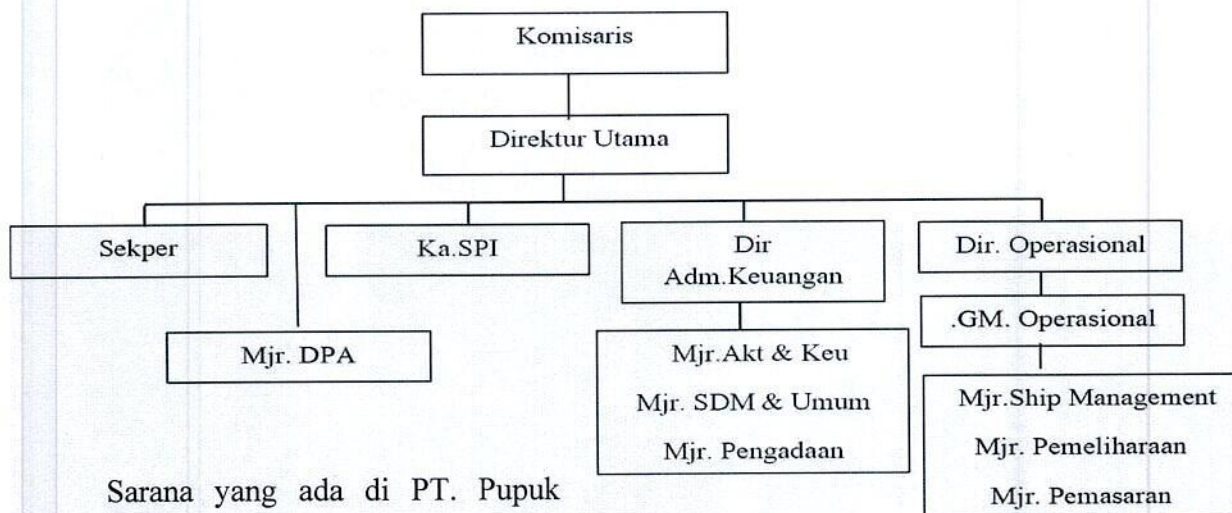 Komisaris
Direktur Utama
Sekper
Ka.SPI
Dir
Adm.Keuangan
Dir. Operasional
Mjr. DPA
.GM. Operasional
Mjr.Akt & Keu
Mjr. SDM & Umum
Mjr. Pengadaan
Mjr.Ship Management
Mjr. Pemeliharaan
Mjr. Pemasaran
Sarana yang ada di PT. Pupuk